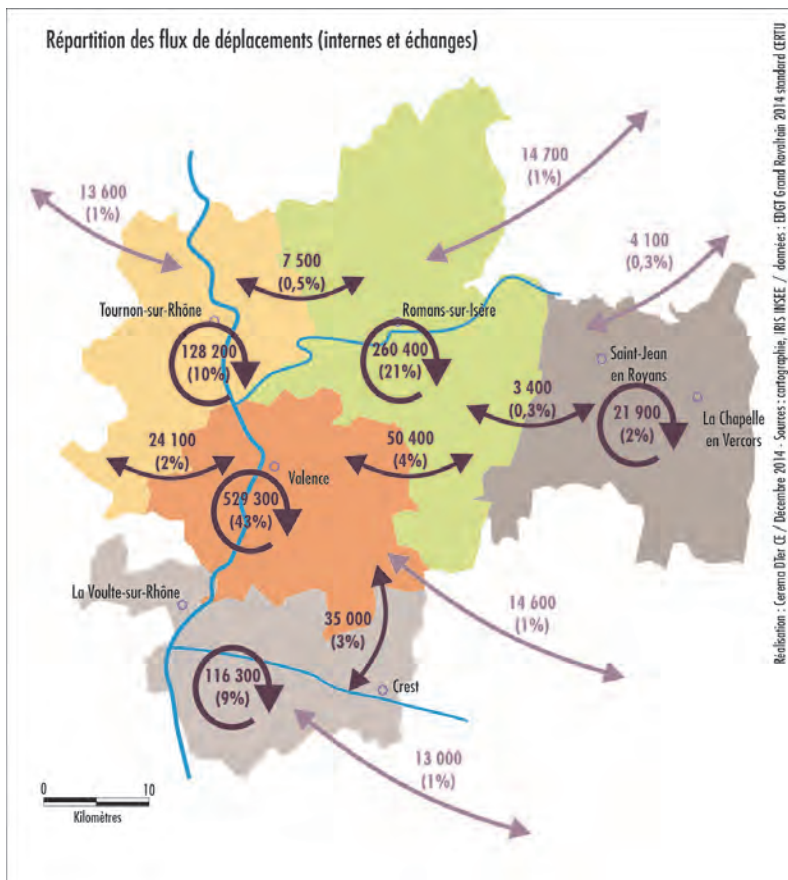 Répartition des flux de déplacements (internes et échanges)
14 700
(1%)
13 600
(1%)
4 100
(0,3%)
7 500
(0,5%)
Tournon-sur-Rhône
Romans-sur-Isère
128 200
(10%)
260 400
(21%)
Saint-Jean
en Royans
3 400
(0,3%)
21 900
(2%)
La Chapelle
en Vercors
24 100
(2%)
50 400
(4%)
Valence
529 300
(43%)
La Voulte-sur-Rhône
35 000
(3%)
14 600
(1%)
116 300
(9%)
Crest
13 000
(1%)
0 10
Kilomètres
Réalisation : Cerema DTer CE / Décembre 2014 - Sources : cartographie, IRIS INSEE / données : EDGT Grand Rovaltain 2014 standard CERTU